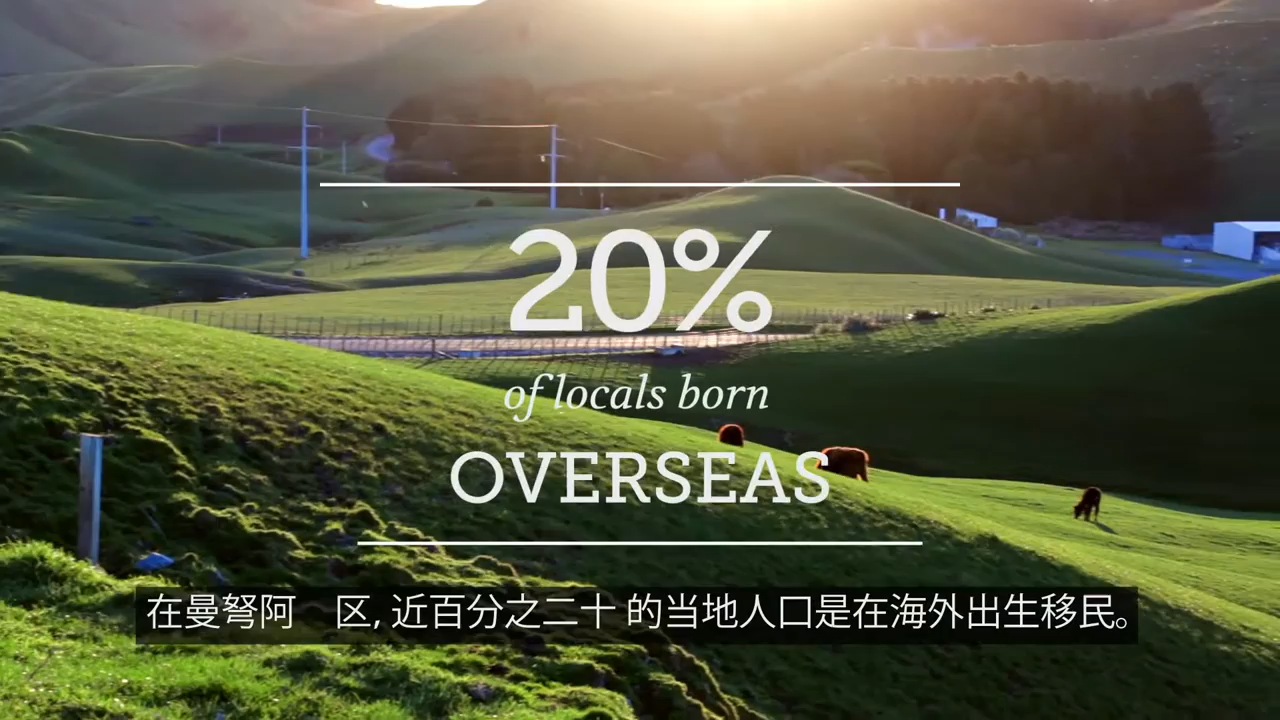 20%
of locals born
OVERSEAS
在曼弩阿 区, 近百分之二十 的当地人口是在海外出生移民。